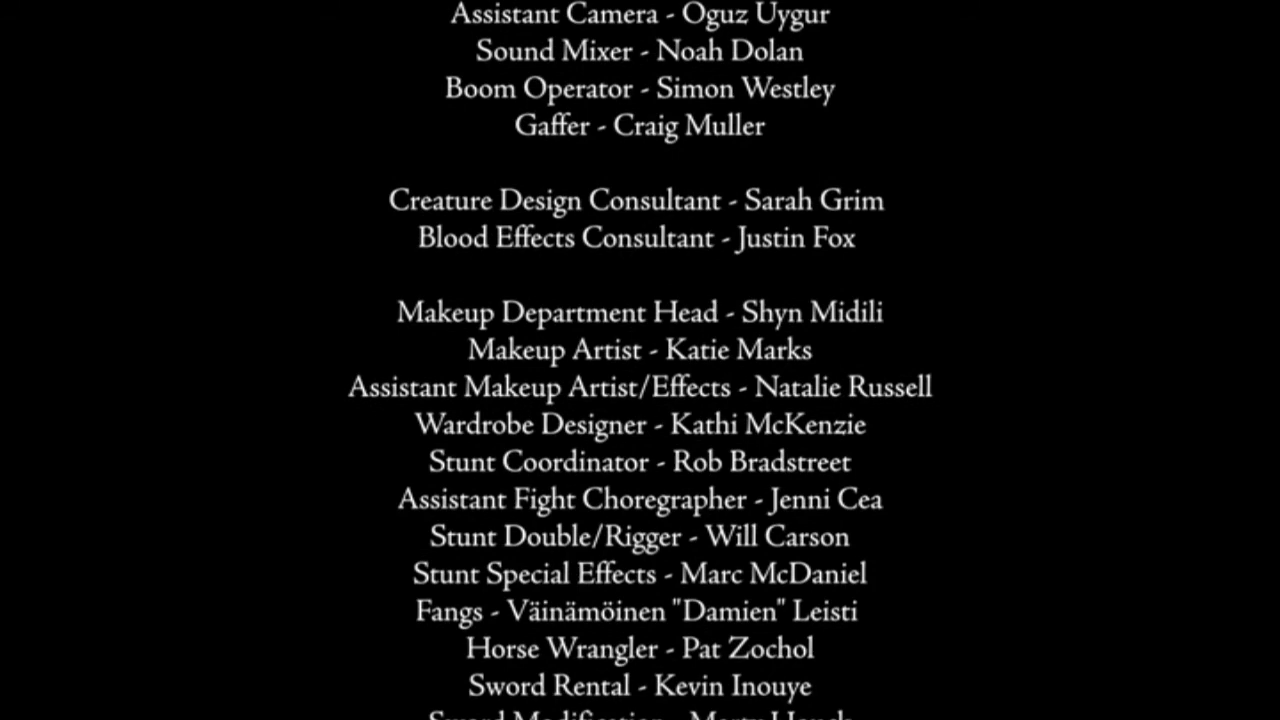 Assistant Camera - Oguz Uygur
Sound Mixer - Noah Dolan
Boom Operator - Simon Westley
Gaffer - Craig Muller
Creature Design Consultant - Sarah Grim
Blood Effects Consultant - Justin Fox
Makeup Department Head - Shyn Midili
Makeup Artist - Katie Marks
Assistant Makeup Artist/Effects - Natalie Russell
Wardrobe Designer - Kathi McKenzie
Stunt Coordinator - Rob Bradstreet
Assistant Fight Choregrapher - Jenni Cea
Stunt Double/Rigger - Will Carson
Stunt Special Effects - Marc McDaniel
Fangs - Väinämöinen "Damien" Leisti
Horse Wrangler - Pat Zochol
Sword Rental - Kevin Inouye
Sword Modification - Marty